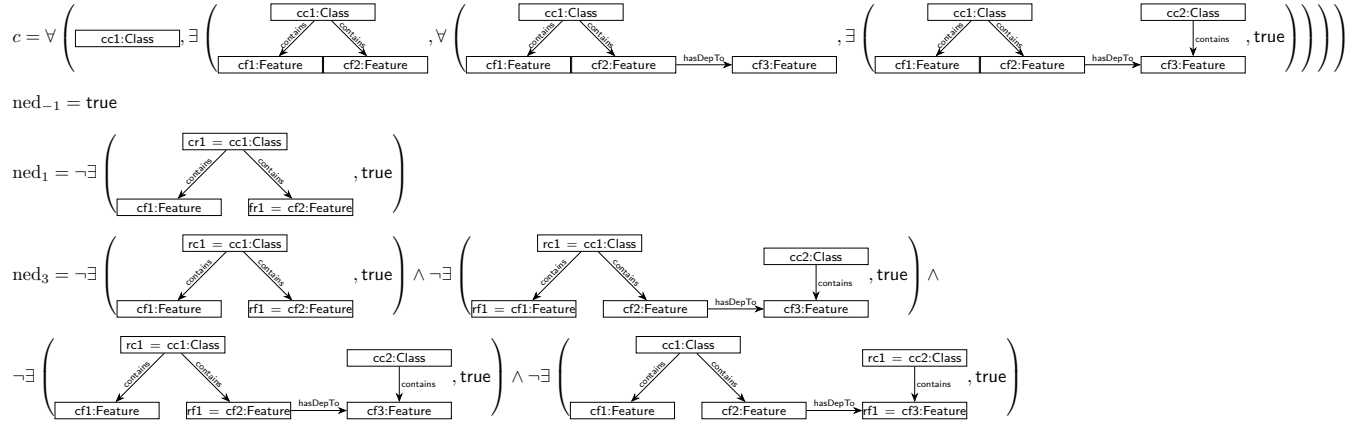 c = ∀ ( cc1:Class , ∃ ( cc1:Class contains contains cf1:Feature cf2:Feature , ∀ ( cc1:Class contains contains cf1:Feature cf2:Feature hasDepTo cf3:Feature , ∃ ( cc1:Class contains contains cf1:Feature cf2:Feature hasDepTo cc2:Class contains cf3:Feature , true ) ) ) )
ned₋₁ = true
ned₁ = ¬∃ ( cr1 = cc1:Class contains contains cf1:Feature fr1 = cf2:Feature , true )
ned₃ = ¬∃ ( rc1 = cc1:Class contains contains cf1:Feature rf1 = cf2:Feature , true ) ∧ ¬∃ ( rc1 = cc1:Class contains contains rf1 = cf1:Feature cf2:Feature hasDepTo cc2:Class contains cf3:Feature , true ) ∧
¬∃ ( rc1 = cc1:Class contains contains cf1:Feature rf1 = cf2:Feature hasDepTo cc2:Class contains cf3:Feature , true ) ∧ ¬∃ ( cc1:Class contains contains cf1:Feature cf2:Feature hasDepTo rc1 = cc2:Class contains rf1 = cf3:Feature , true )